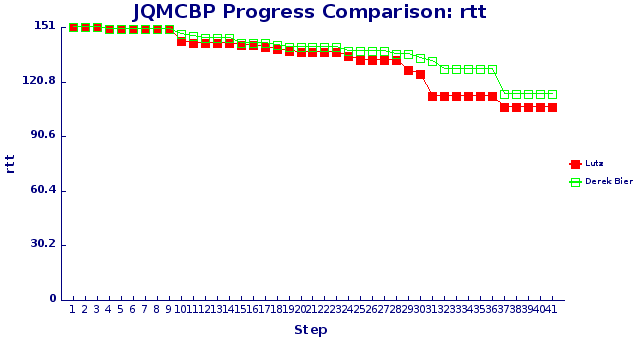 JQMCBP Progress Comparison: rtt
151
120.8
90.6
60.4
30.2
0
rtt
1 2 3 4 5 6 7 8 9 10 11 12 13 14 15 16 17 18 19 20 21 22 23 24 25 26 27 28 29 30 31 32 33 34 35 36 37 38 39 40 41
Step
Lutz
Derek Bier